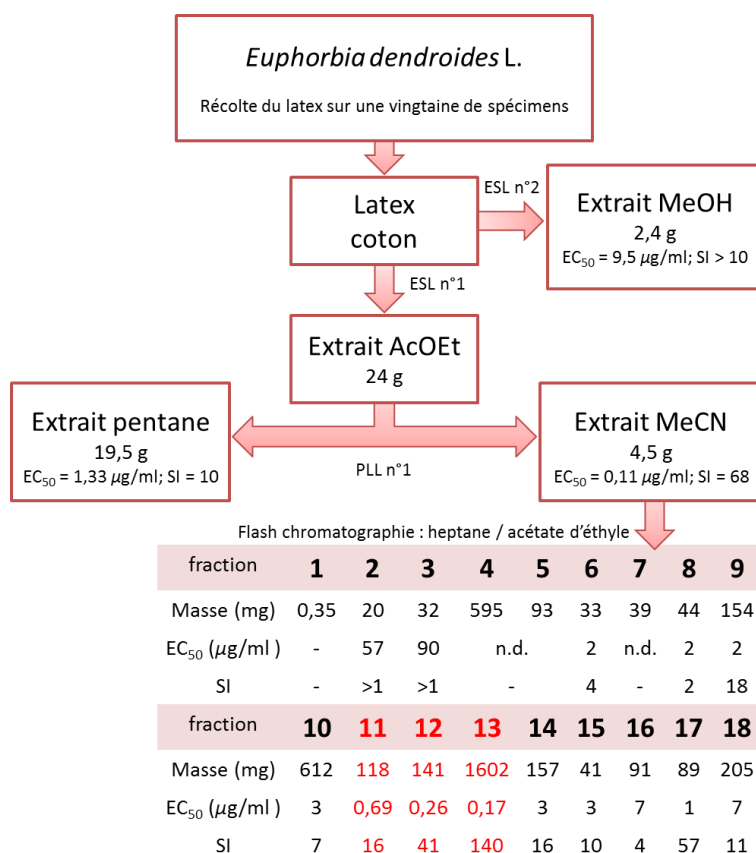 Euphorbia dendroides L.
Récolte du latex sur une vingtaine de spécimens
Latex
coton
ESL n°2
Extrait MeOH
2,4 g
EC50 = 9,5 µg/ml; SI > 10
ESL n°1
Extrait AcOEt
24 g
Extrait pentane
19,5 g
EC50 = 1,33 µg/ml; SI = 10
PLL n°1
Extrait MeCN
4,5 g
EC50 = 0,11 µg/ml; SI = 68
Flash chromatographie : heptane / acétate d’éthyle
fraction 1 2 3 4 5 6 7 8 9
Masse (mg) 0,35 20 32 595 93 33 39 44 154
EC50 (µg/ml ) - 57 90 n.d. 2 n.d. 2 2
SI - >1 >1 - 4 - 2 18
fraction 10 11 12 13 14 15 16 17 18
Masse (mg) 612 118 141 1602 157 41 91 89 205
EC50 (µg/ml) 3 0,69 0,26 0,17 3 3 7 1 7
SI 7 16 41 140 16 10 4 57 11